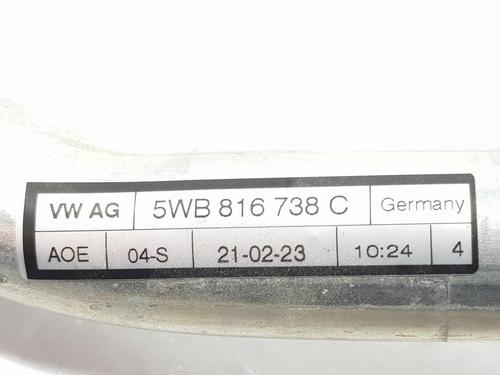 VW AG 5WB 816 738 C Germany
AOE 04-S 21-02-23 10:24 4